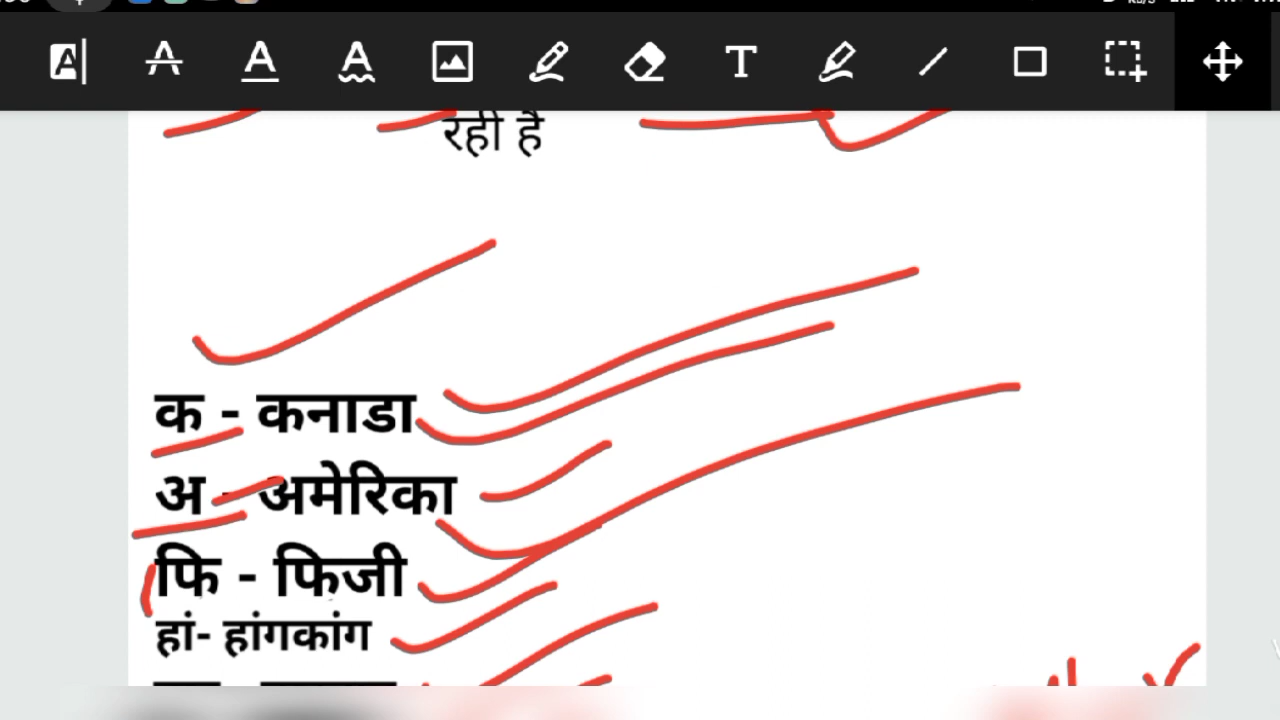 रही है
क - कनाडा
अ - अमेरिका
फि - फिजी
हां- हांगकांग